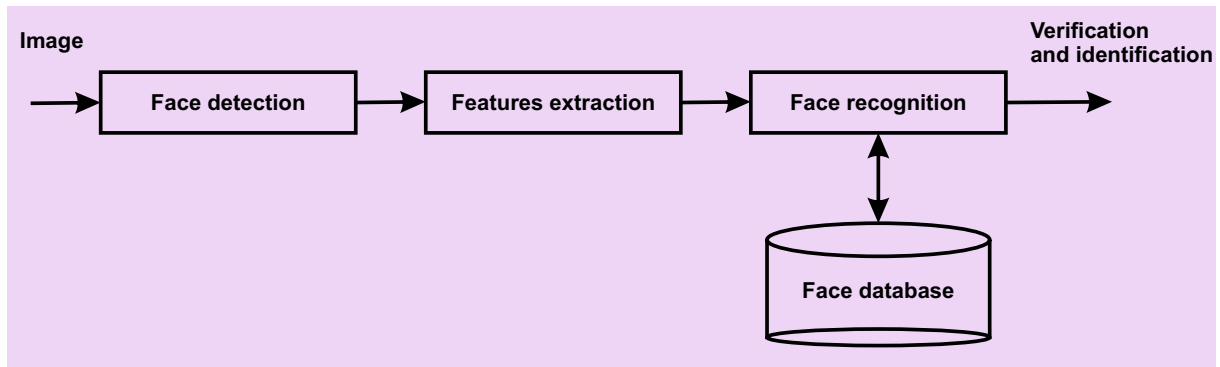 Image
Verification
and identification
Face detection
Features extraction
Face recognition
Face database